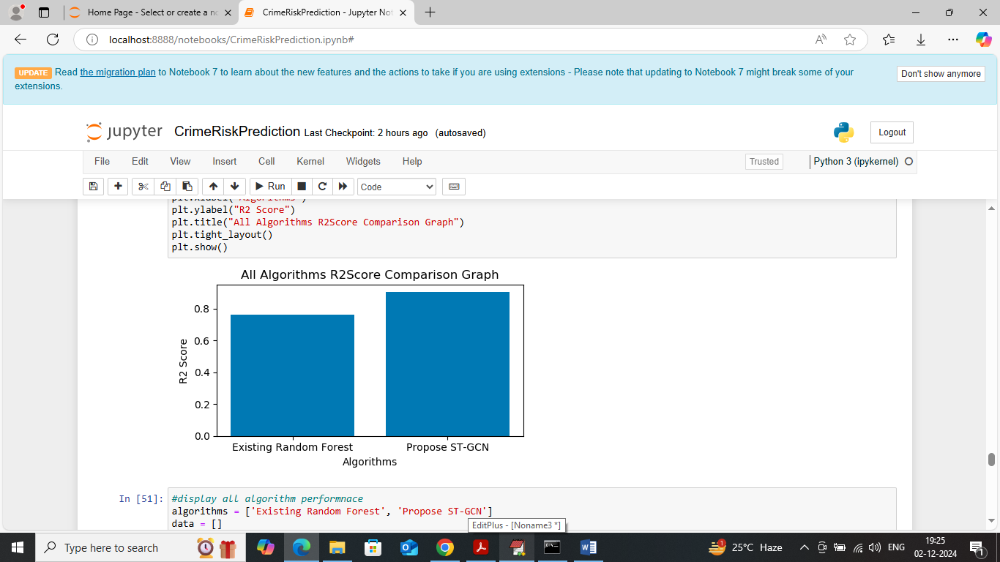 Home Page - Select or create a no
CrimeRiskPrediction - Jupyter Not
localhost:8888/notebooks/CrimeRiskPrediction.ipynb#
UPDATE Read the migration plan to Notebook 7 to learn about the new features and the actions to take if you are using extensions - Please note that updating to Notebook 7 might break some of your
extensions.
Don't show anymore
jupyter CrimeRiskPrediction Last Checkpoint: 2 hours ago (autosaved)
Logout
File Edit View Insert Cell Kernel Widgets Help
Trusted
Python 3 (ipykernel)
Run
Code
plt.xlabel("Algorithms")
plt.ylabel("R2 Score")
plt.title("All Algorithms R2Score Comparison Graph")
plt.tight_layout()
plt.show()
All Algorithms R2Score Comparison Graph
0.8
0.6
0.4
0.2
0.0
R2 Score
Existing Random Forest Propose ST-GCN
Algorithms
In [51]: #display all algorithm performnace
algorithms = ['Existing Random Forest', 'Propose ST-GCN']
data = []
EditPlus - [Noname3 *]
Type here to search
1
25°C Haze
ENG
19:25
02-12-2024
1